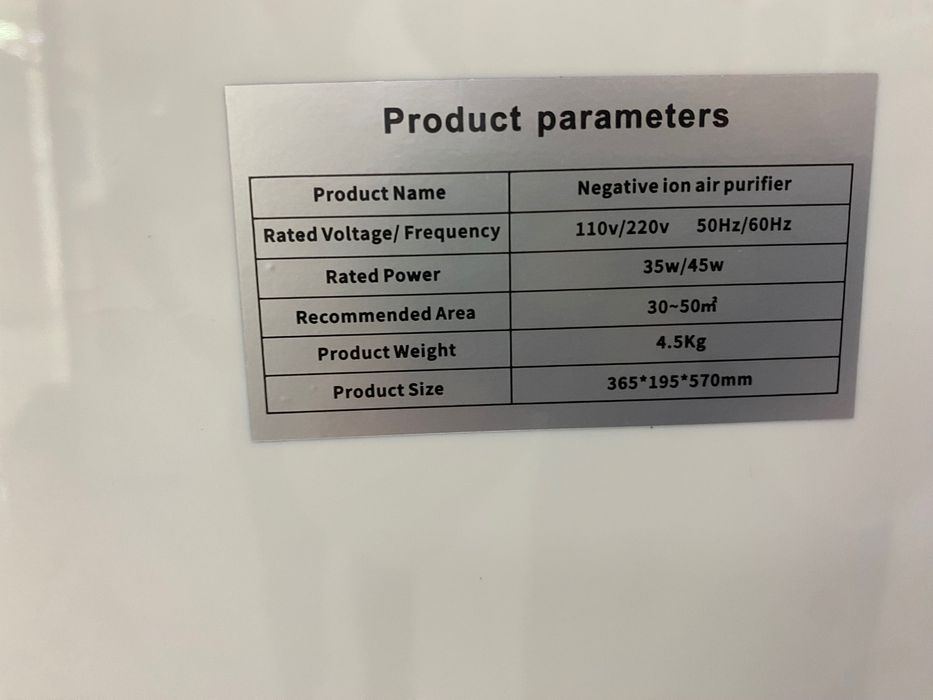 Product parameters
Product Name Negative ion air purifier
Rated Voltage/ Frequency 110v/220v 50Hz/60Hz
Rated Power 35w/45w
Recommended Area 30~50㎡
Product Weight 4.5Kg
Product Size 365*195*570mm